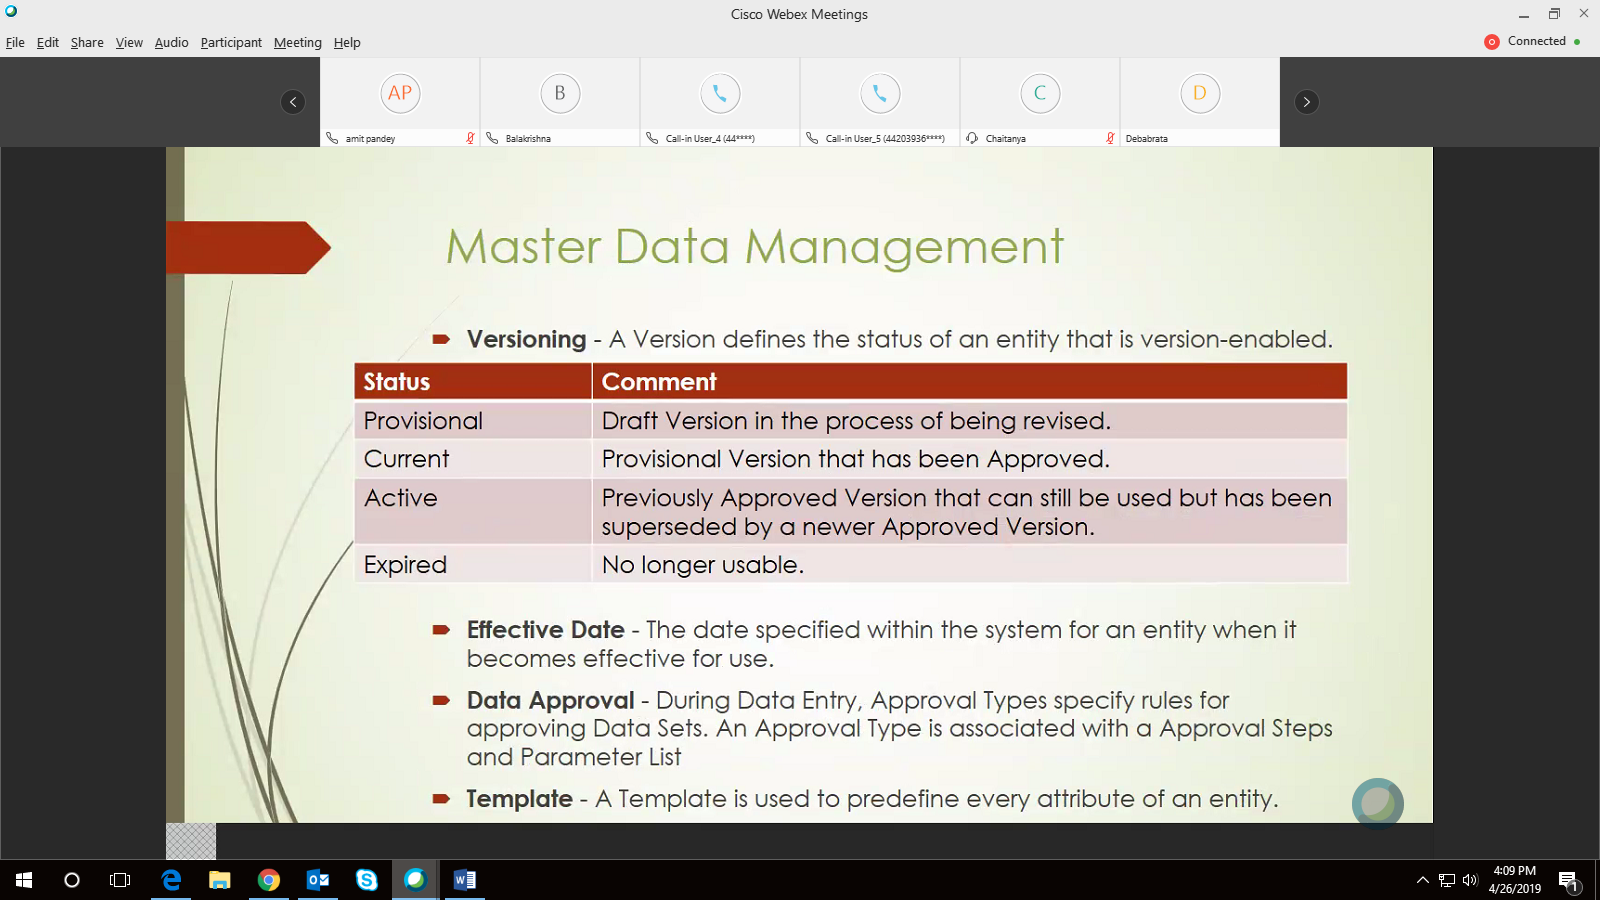 Cisco Webex Meetings
File Edit Share View Audio Participant Meeting Help
Connected
AP B C D
amit pandey Balakrishna Call-in User_4 (44****) Call-in User_5 (44203936****) Chaitanya Debabrata
Master Data Management
Versioning - A Version defines the status of an entity that is version-enabled.
Status Comment
Provisional Draft Version in the process of being revised.
Current Provisional Version that has been Approved.
Active Previously Approved Version that can still be used but has been
superseded by a newer Approved Version.
Expired No longer usable.
Effective Date - The date specified within the system for an entity when it
becomes effective for use.
Data Approval - During Data Entry, Approval Types specify rules for
approving Data Sets. An Approval Type is associated with a Approval Steps
and Parameter List
Template - A Template is used to predefine every attribute of an entity.
4:09 PM
4/26/2019
1